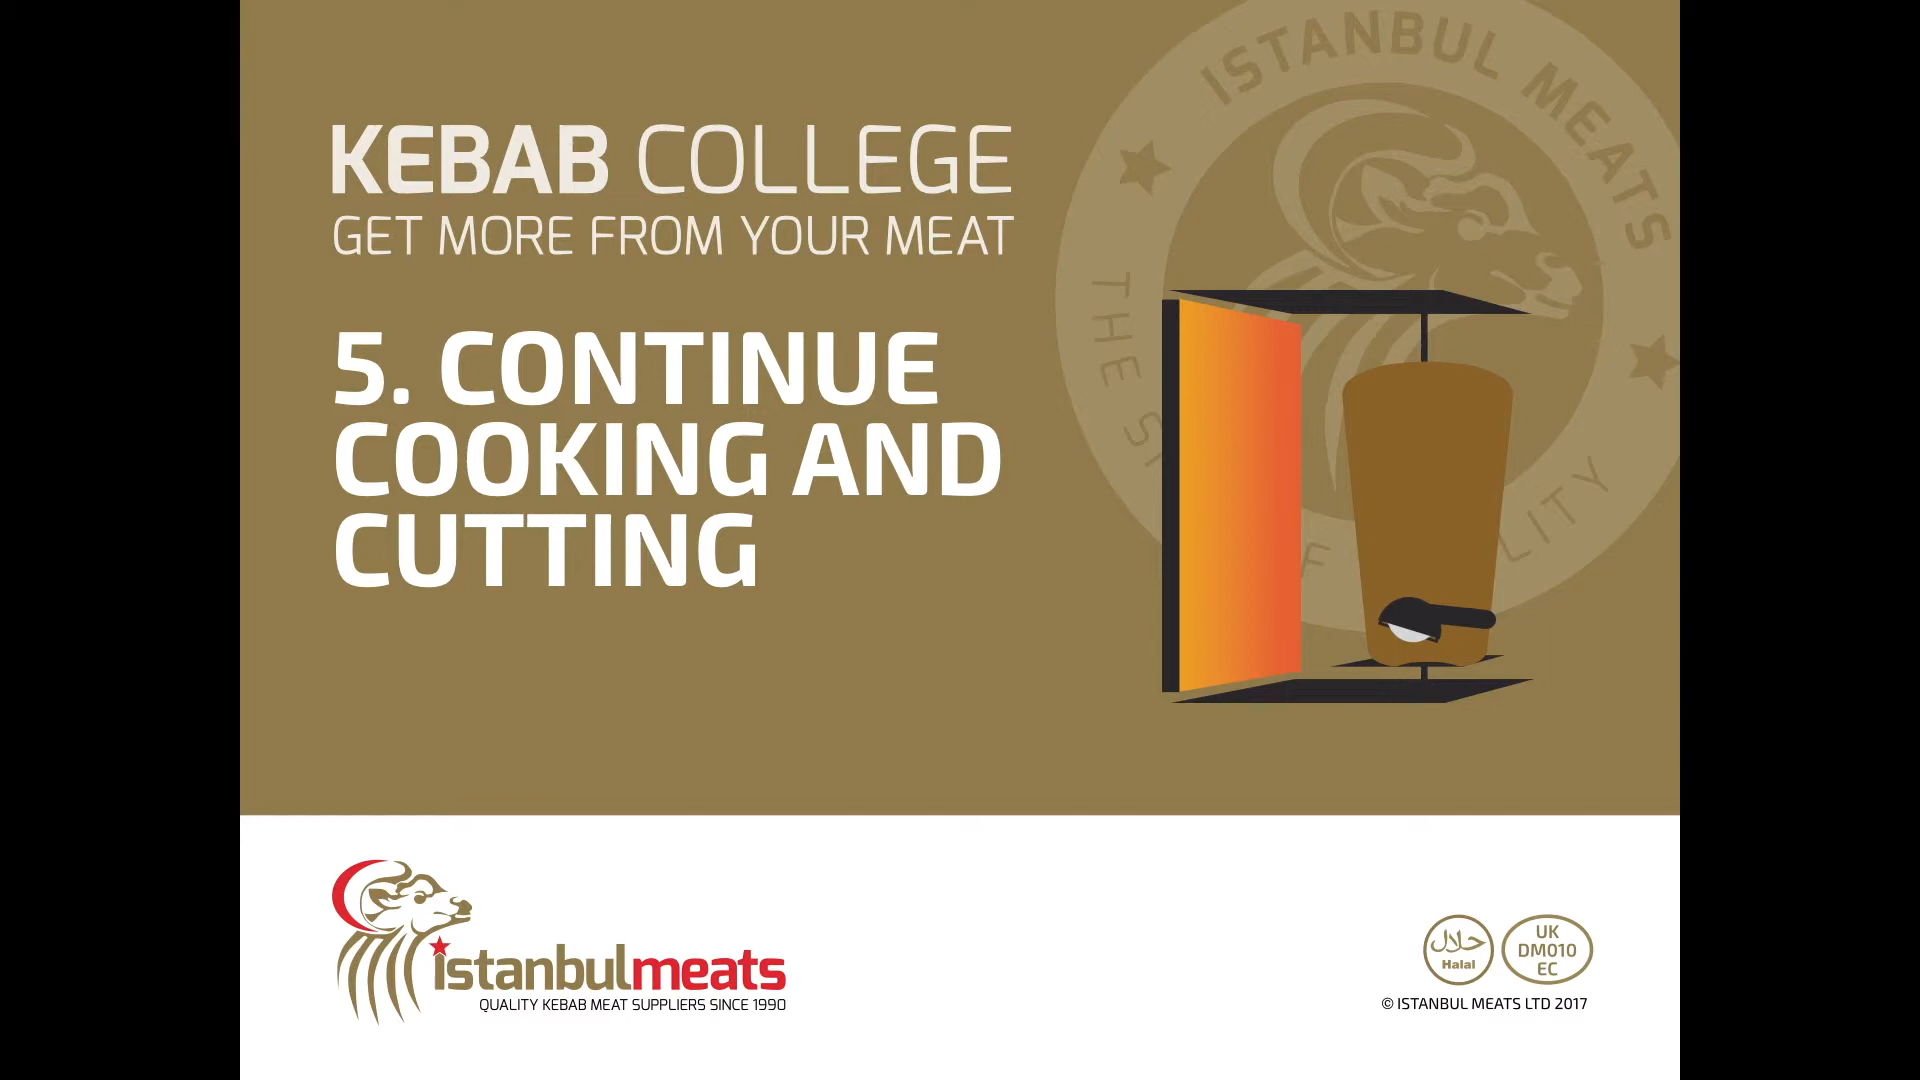 KEBAB COLLEGE
GET MORE FROM YOUR MEAT
5. CONTINUE
COOKING AND
CUTTING
ISTANBUL MEATS
THE
istanbulmeats
QUALITY KEBAB MEAT SUPPLIERS SINCE 1990
حلال
Halal
UK
DM010
EC
© ISTANBUL MEATS LTD 2017